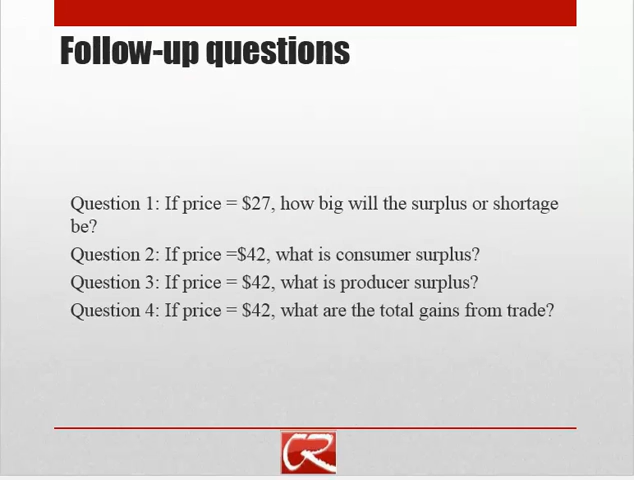 Follow-up questions
Question 1: If price = $27, how big will the surplus or shortage
be?
Question 2: If price =$42, what is consumer surplus?
Question 3: If price = $42, what is producer surplus?
Question 4: If price = $42, what are the total gains from trade?
CR